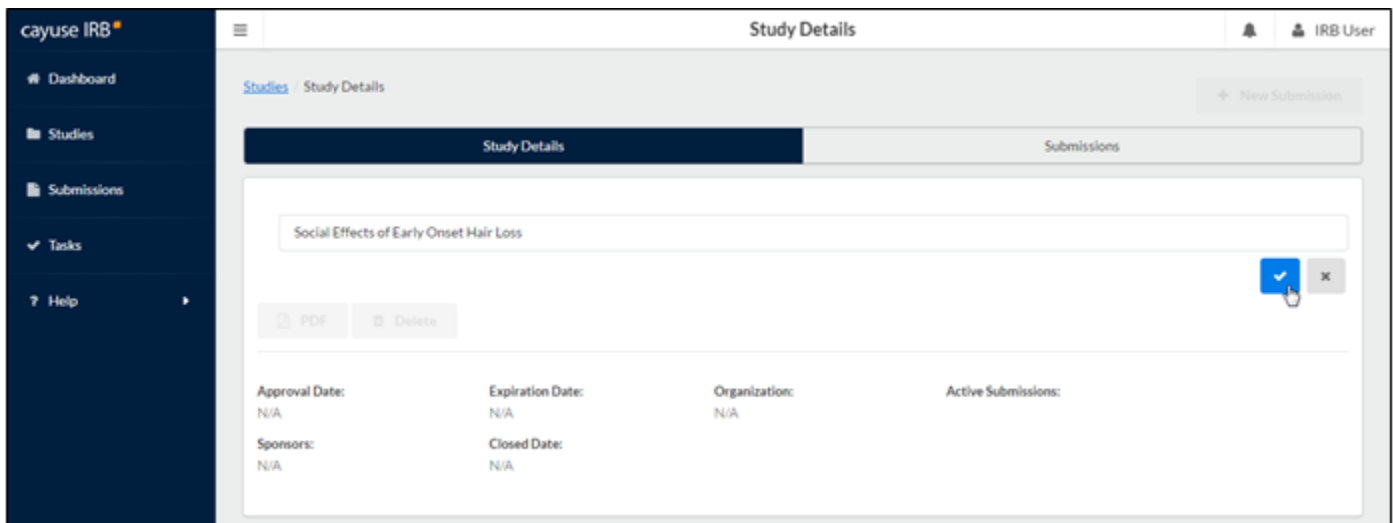 cayuse IRB
Study Details
IRB User
Dashboard
Studies / Study Details
+ New Submission
Studies
Study Details
Submissions
Submissions
Social Effects of Early Onset Hair Loss
Tasks
? Help
PDF
Delete
Approval Date:
Expiration Date:
Organization:
Active Submissions:
N/A
N/A
N/A
Sponsors:
Closed Date:
N/A
N/A